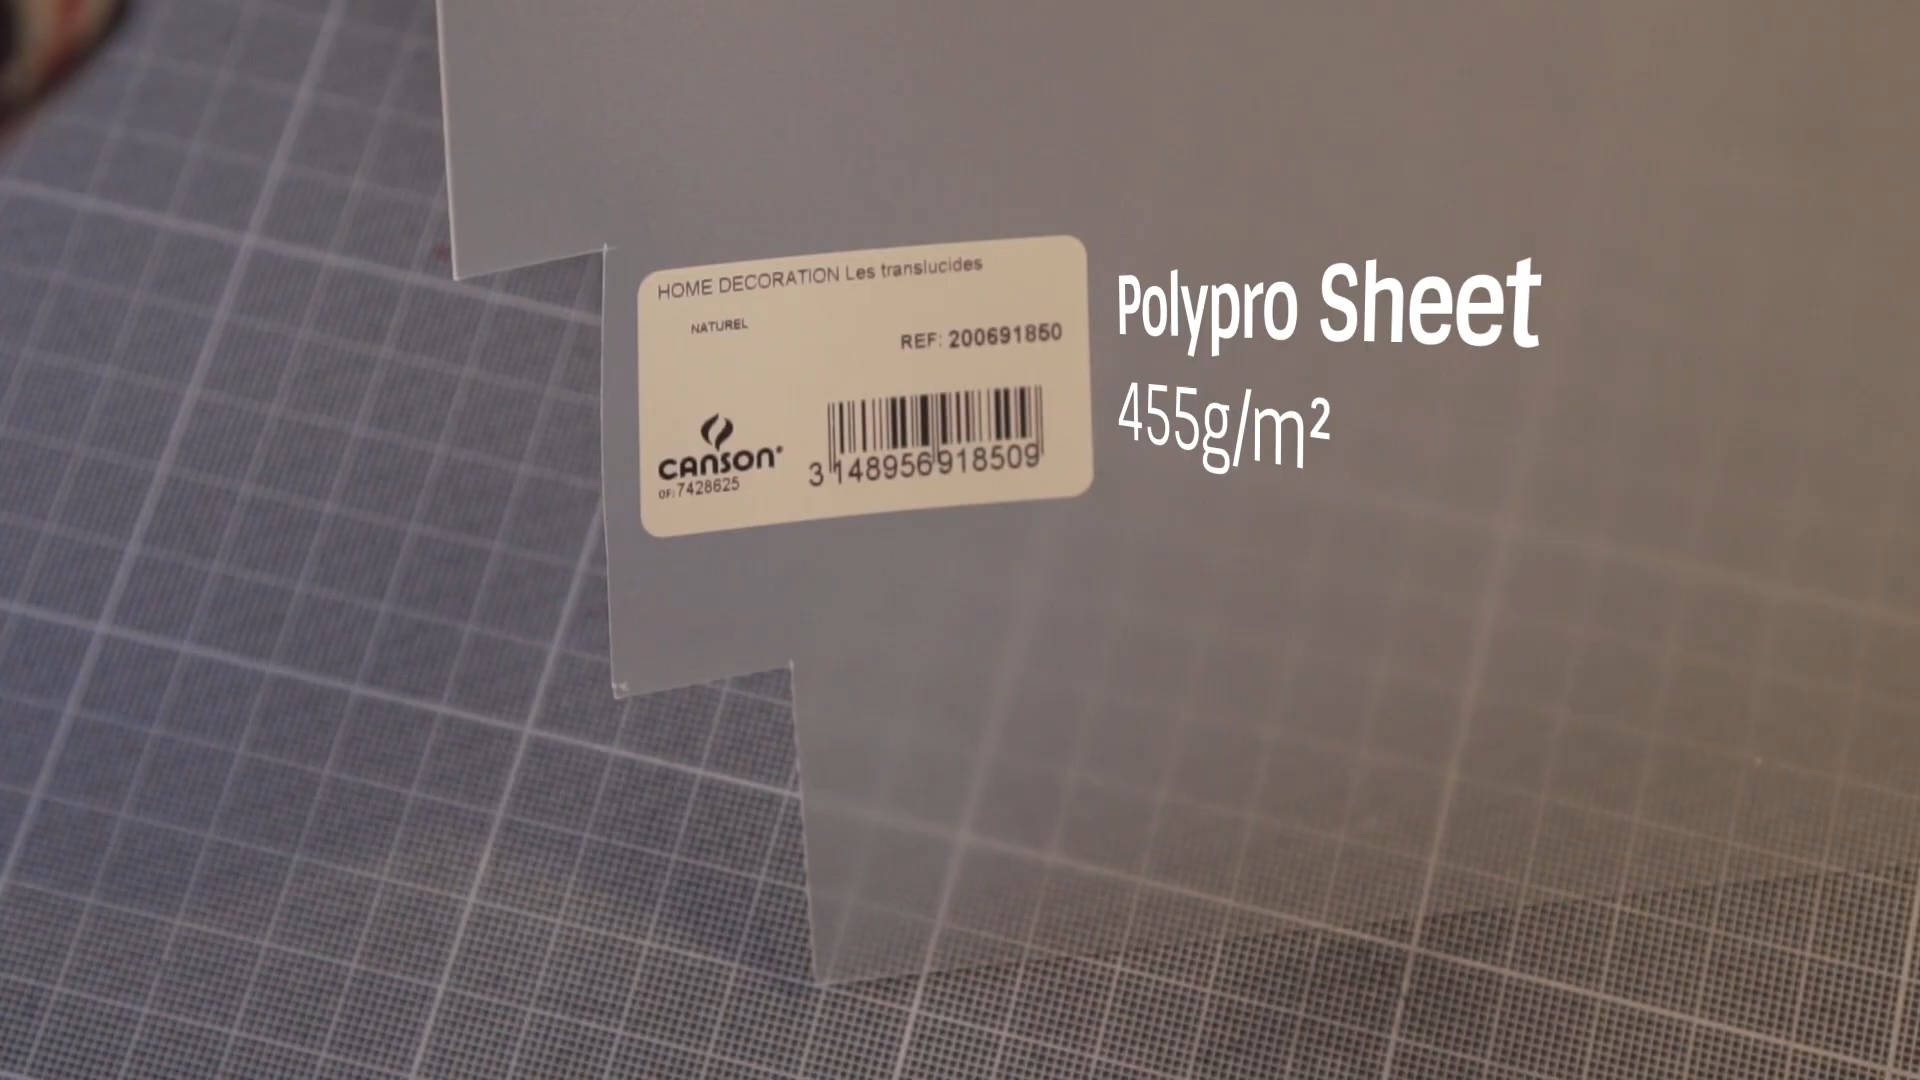 HOME DECORATION Les translucides
NATUREL
REF: 200691850
CANSON®
OF: 7428625
3 148956 918509
Polypro Sheet
455g/m²